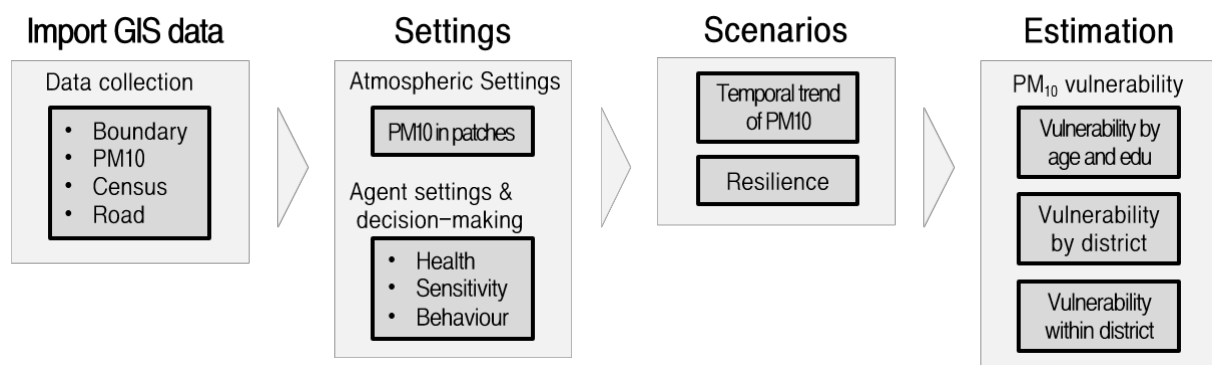 Import GIS data
Data collection
• Boundary
• PM10
• Census
• Road
Settings
Atmospheric Settings
PM10 in patches
Agent settings &
decision-making
• Health
• Sensitivity
• Behaviour
Scenarios
Temporal trend
of PM10
Resilience
Estimation
PM₁₀ vulnerability
Vulnerability by
age and edu
Vulnerability
by district
Vulnerability
within district